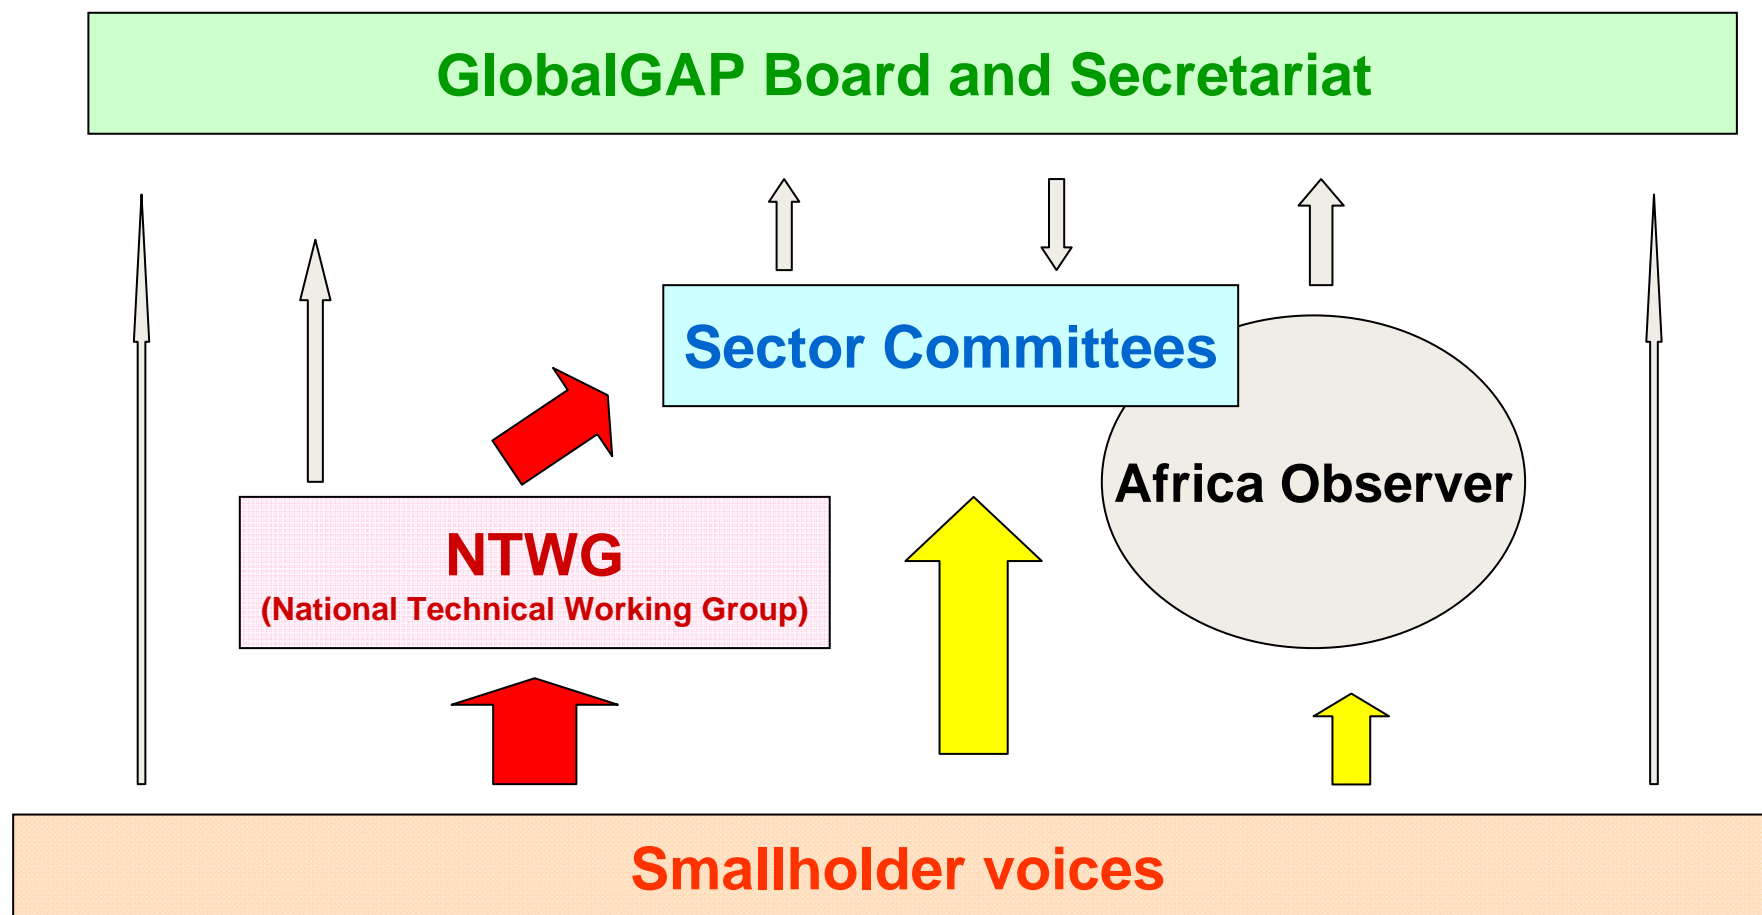 GlobalGAP Board and Secretariat
Sector Committees
Africa Observer
NTWG
(National Technical Working Group)
Smallholder voices